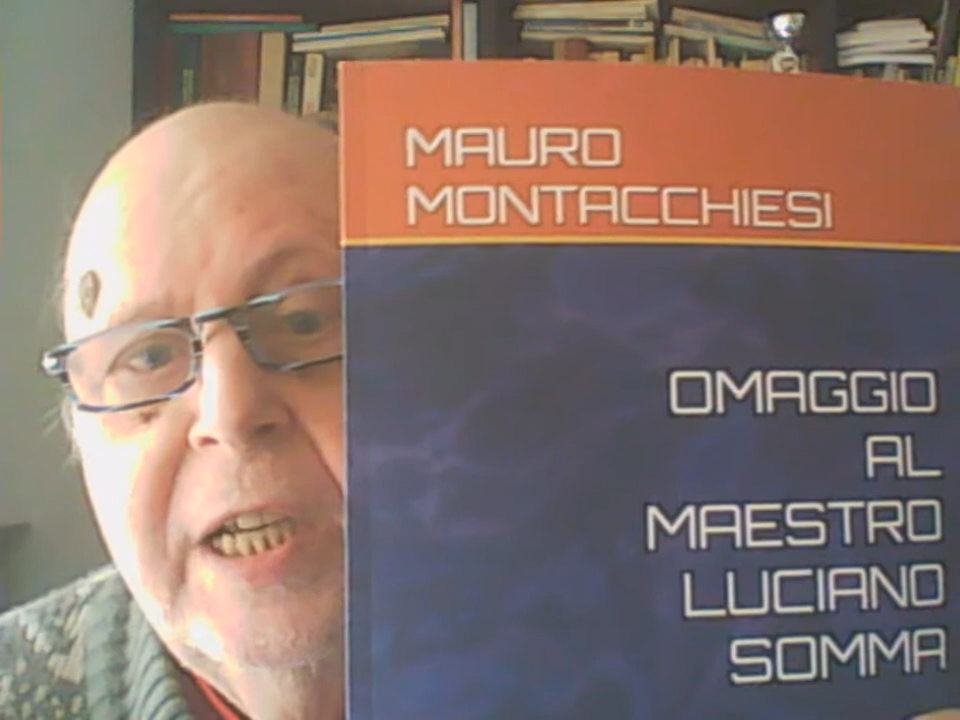 MAURO
MONTACCHIESI
OMAGGIO
AL
MAESTRO
LUCIANO
SOMMA